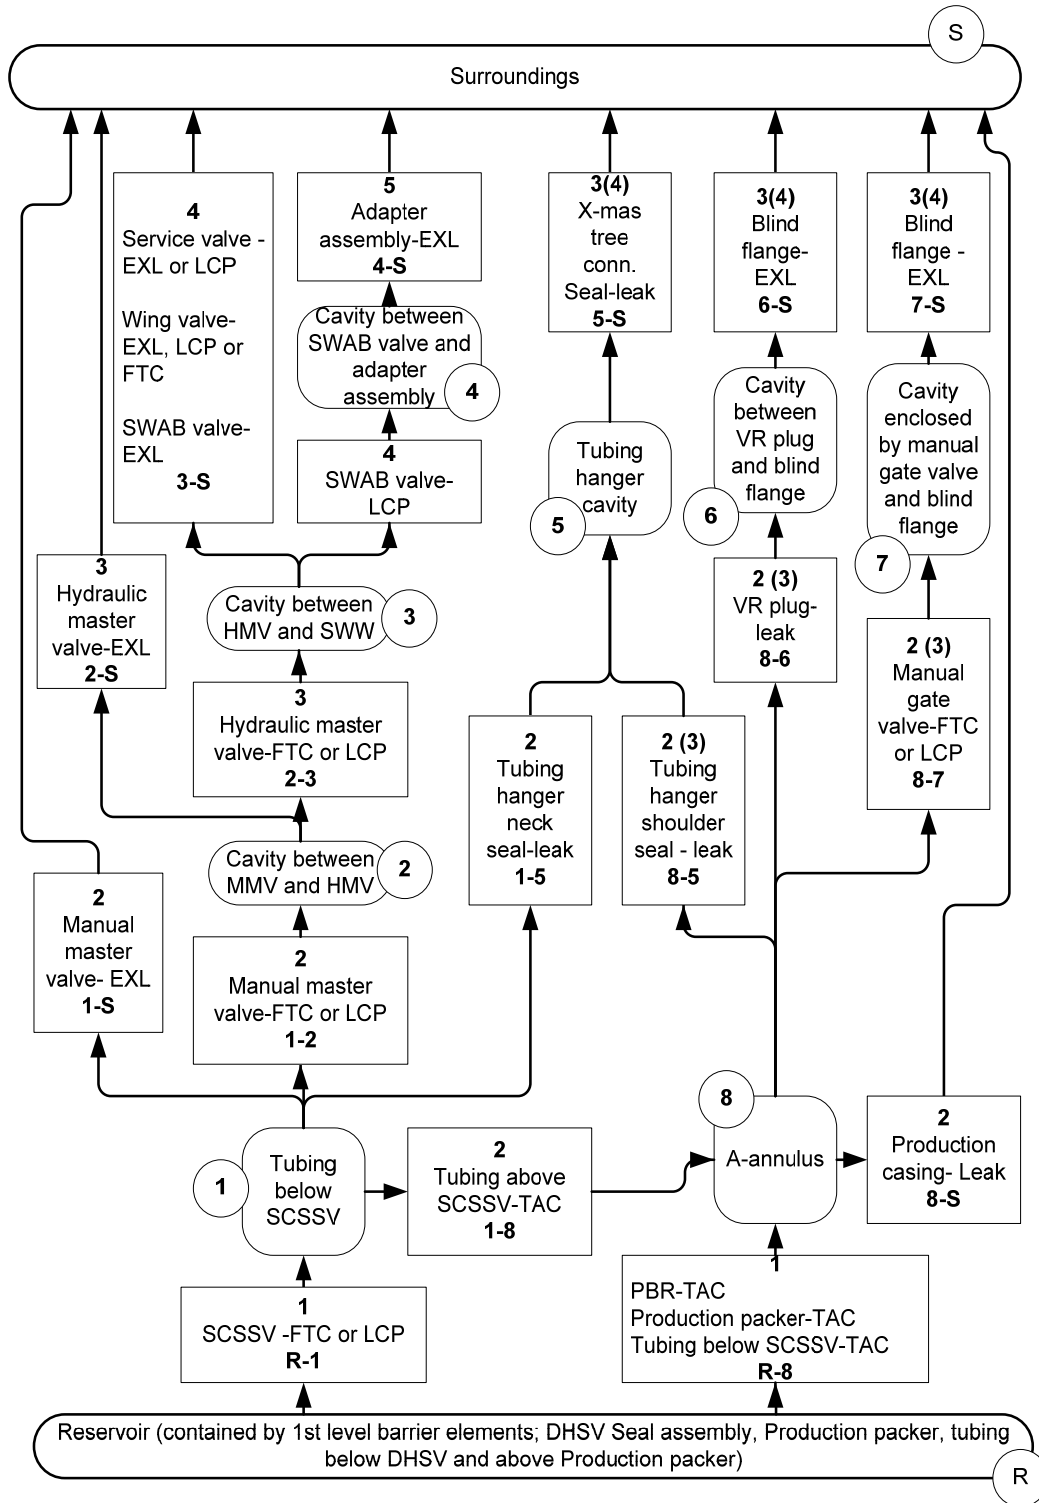 S
Surroundings
4
Service valve -
EXL or LCP
Wing valve-
EXL, LCP or
FTC
SWAB valve-
EXL
3-S
5
Adapter
assembly-EXL
4-S
Cavity between
SWAB valve and
adapter
assembly
4
4
SWAB valve-
LCP
3(4)
X-mas
tree
conn.
Seal-leak
5-S
Tubing
hanger
cavity
5
3(4)
Blind
flange-
EXL
6-S
Cavity
between
VR plug
and blind
flange
6
2 (3)
VR plug-
leak
8-6
3(4)
Blind
flange -
EXL
7-S
Cavity
enclosed
by manual
gate valve
and blind
flange
7
2 (3)
Manual
gate
valve-FTC
or LCP
8-7
3
Hydraulic
master
valve-EXL
2-S
Cavity between
HMV and SWW
3
3
Hydraulic master
valve-FTC or LCP
2-3
Cavity between
MMV and HMV
2
2
Tubing
hanger
neck
seal-leak
1-5
2 (3)
Tubing
hanger
shoulder
seal - leak
8-5
2
Manual
master
valve- EXL
1-S
2
Manual master
valve-FTC or LCP
1-2
1
Tubing
below
SCSSV
2
Tubing above
SCSSV-TAC
1-8
8
A-annulus
2
Production
casing- Leak
8-S
1
SCSSV -FTC or LCP
R-1
1
PBR-TAC
Production packer-TAC
Tubing below SCSSV-TAC
R-8
Reservoir (contained by 1st level barrier elements; DHSV Seal assembly, Production packer, tubing
below DHSV and above Production packer)
R